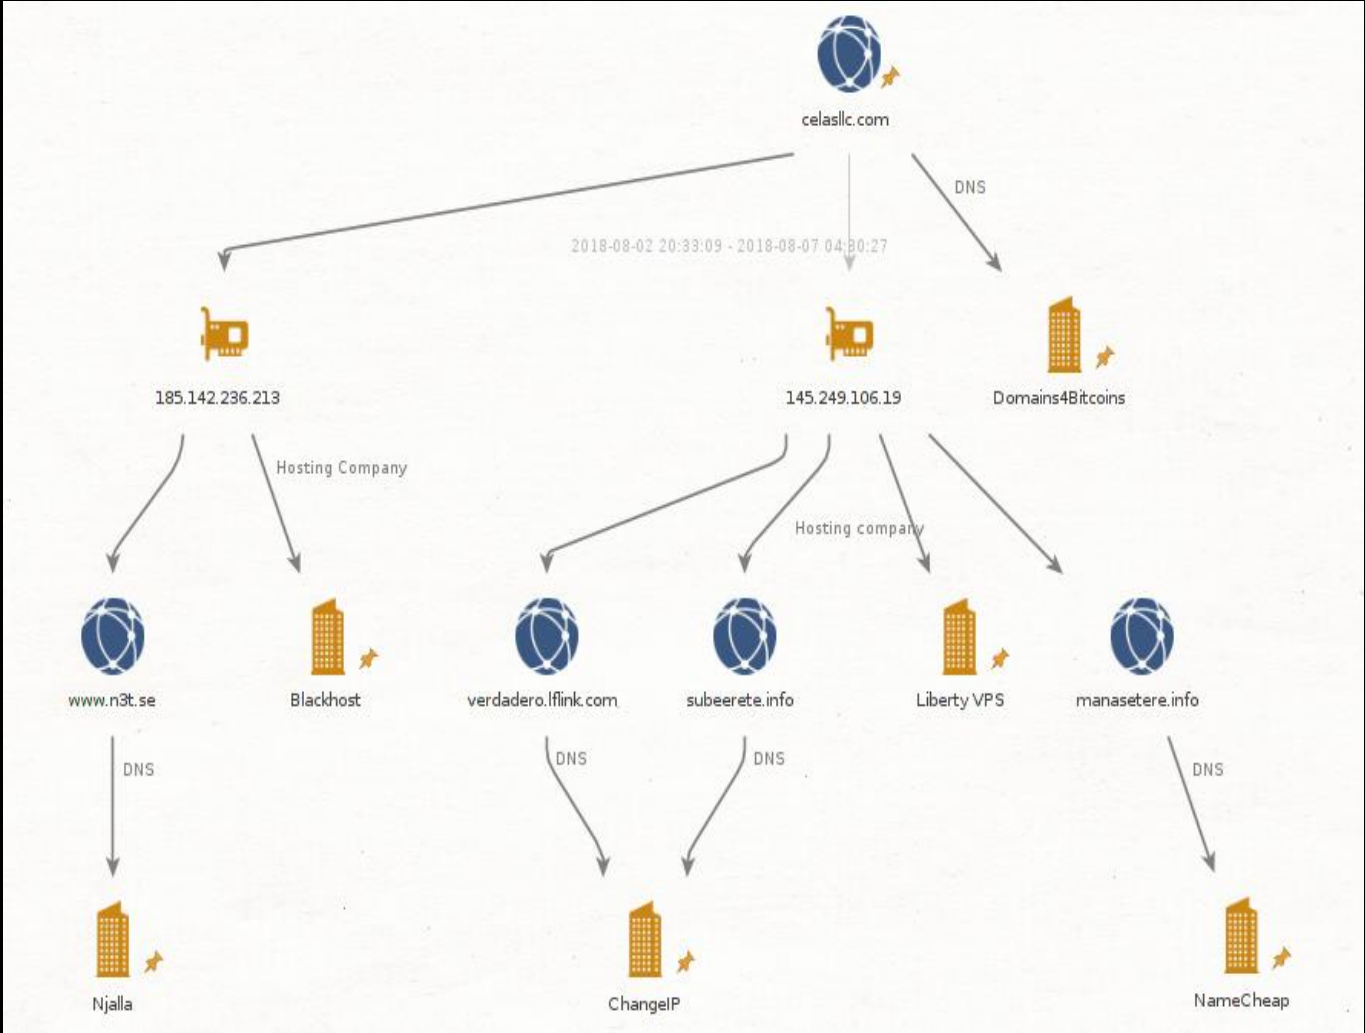 celasllc.com
DNS
2018-08-02 20:33:09 - 2018-08-07 04:30:27
185.142.236.213
145.249.106.19
Domains4Bitcoins
Hosting Company
Hosting company
www.n3t.se
Blackhost
verdadero.lflink.com
subeerete.info
Liberty VPS
manasetere.info
DNS
DNS
DNS
DNS
Njalla
ChangeIP
NameCheap